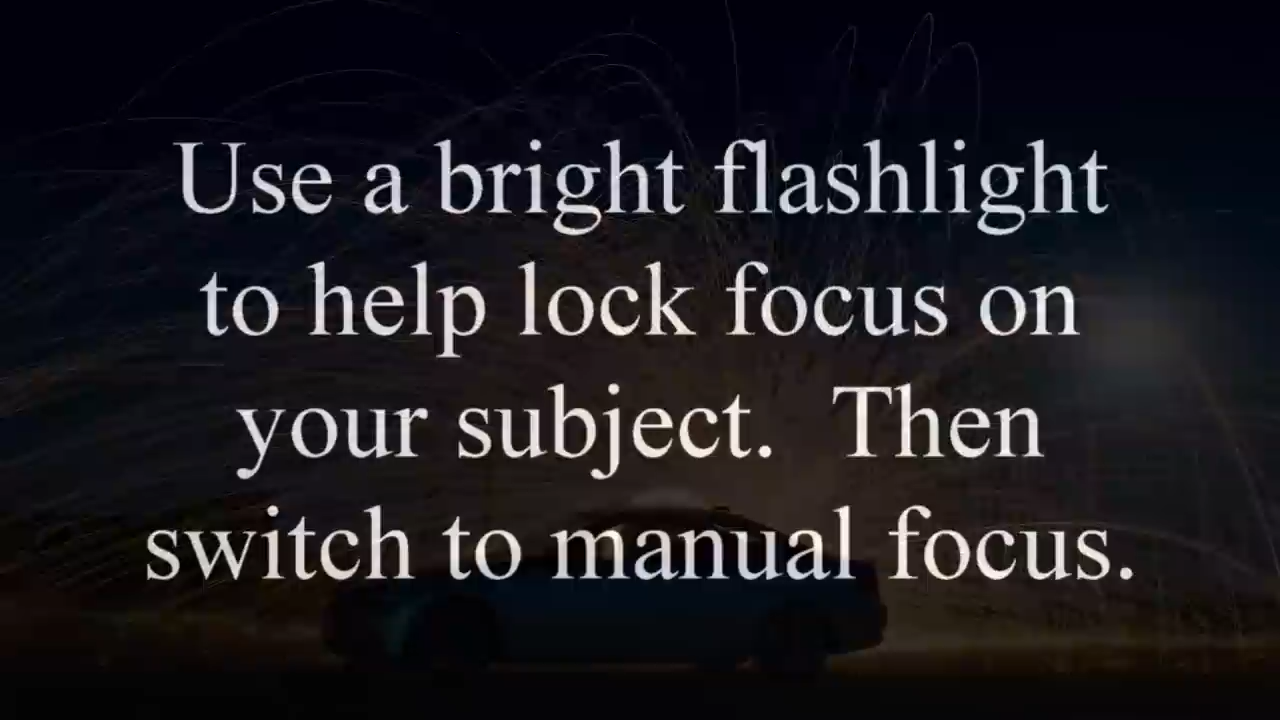 Use a bright flashlight
to help lock focus on
your subject.  Then
switch to manual focus.